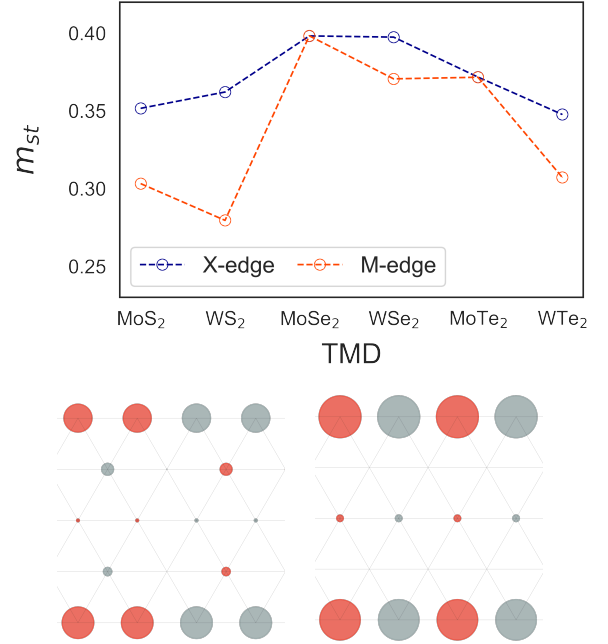 0.40
0.35
0.30
0.25
m_st
X-edge M-edge
MoS₂ WS₂ MoSe₂ WSe₂ MoTe₂ WTe₂
TMD